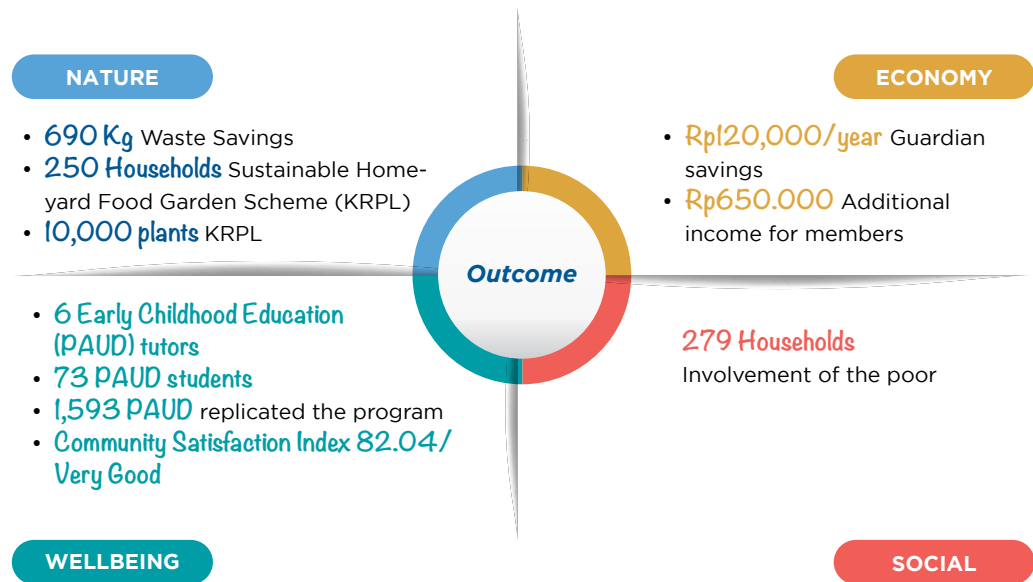 NATURE
• 690 Kg Waste Savings
• 250 Households Sustainable Home-
yard Food Garden Scheme (KRPL)
• 10,000 plants KRPL
ECONOMY
• Rp120,000/year Guardian
savings
• Rp650.000 Additional
income for members
Outcome
• 6 Early Childhood Education
(PAUD) tutors
• 73 PAUD students
• 1,593 PAUD replicated the program
• Community Satisfaction Index 82.04/
Very Good
WELLBEING
279 Households
Involvement of the poor
SOCIAL